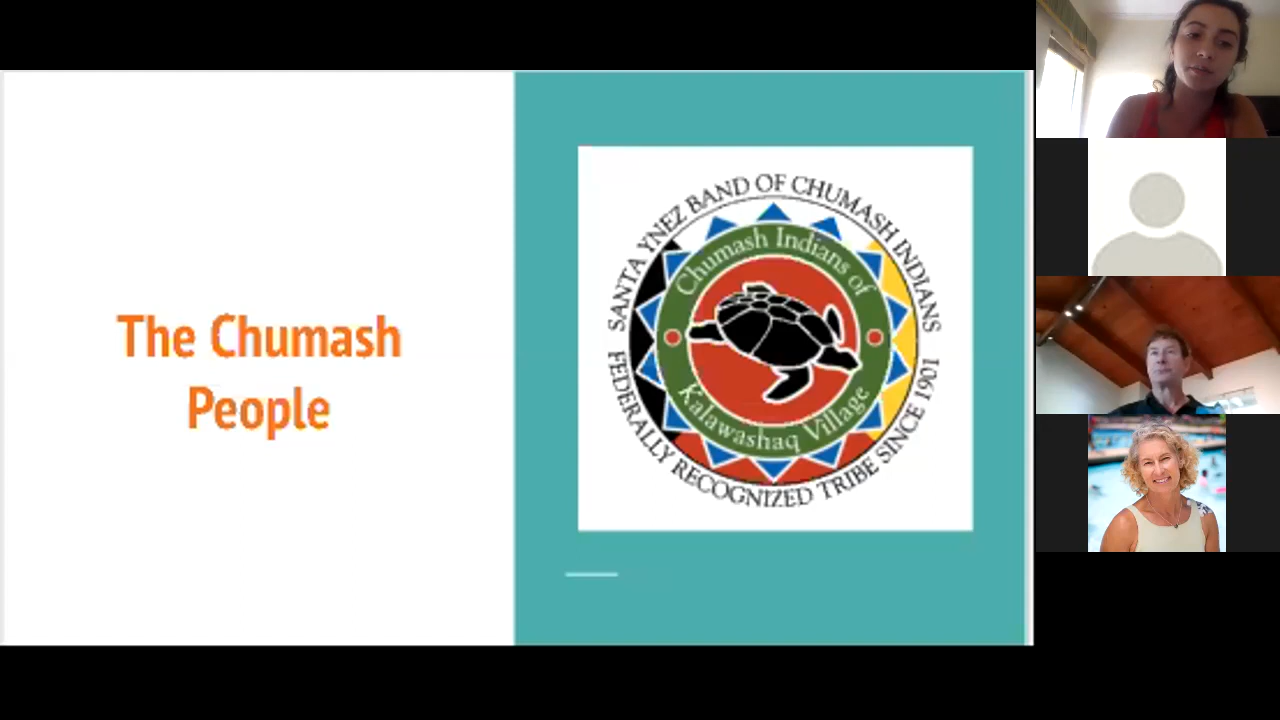 The Chumash
People
SANTA YNEZ BAND OF CHUMASH INDIANS
Chumash Indians of
Kalawashaq Village
FEDERALLY RECOGNIZED TRIBE SINCE 1901